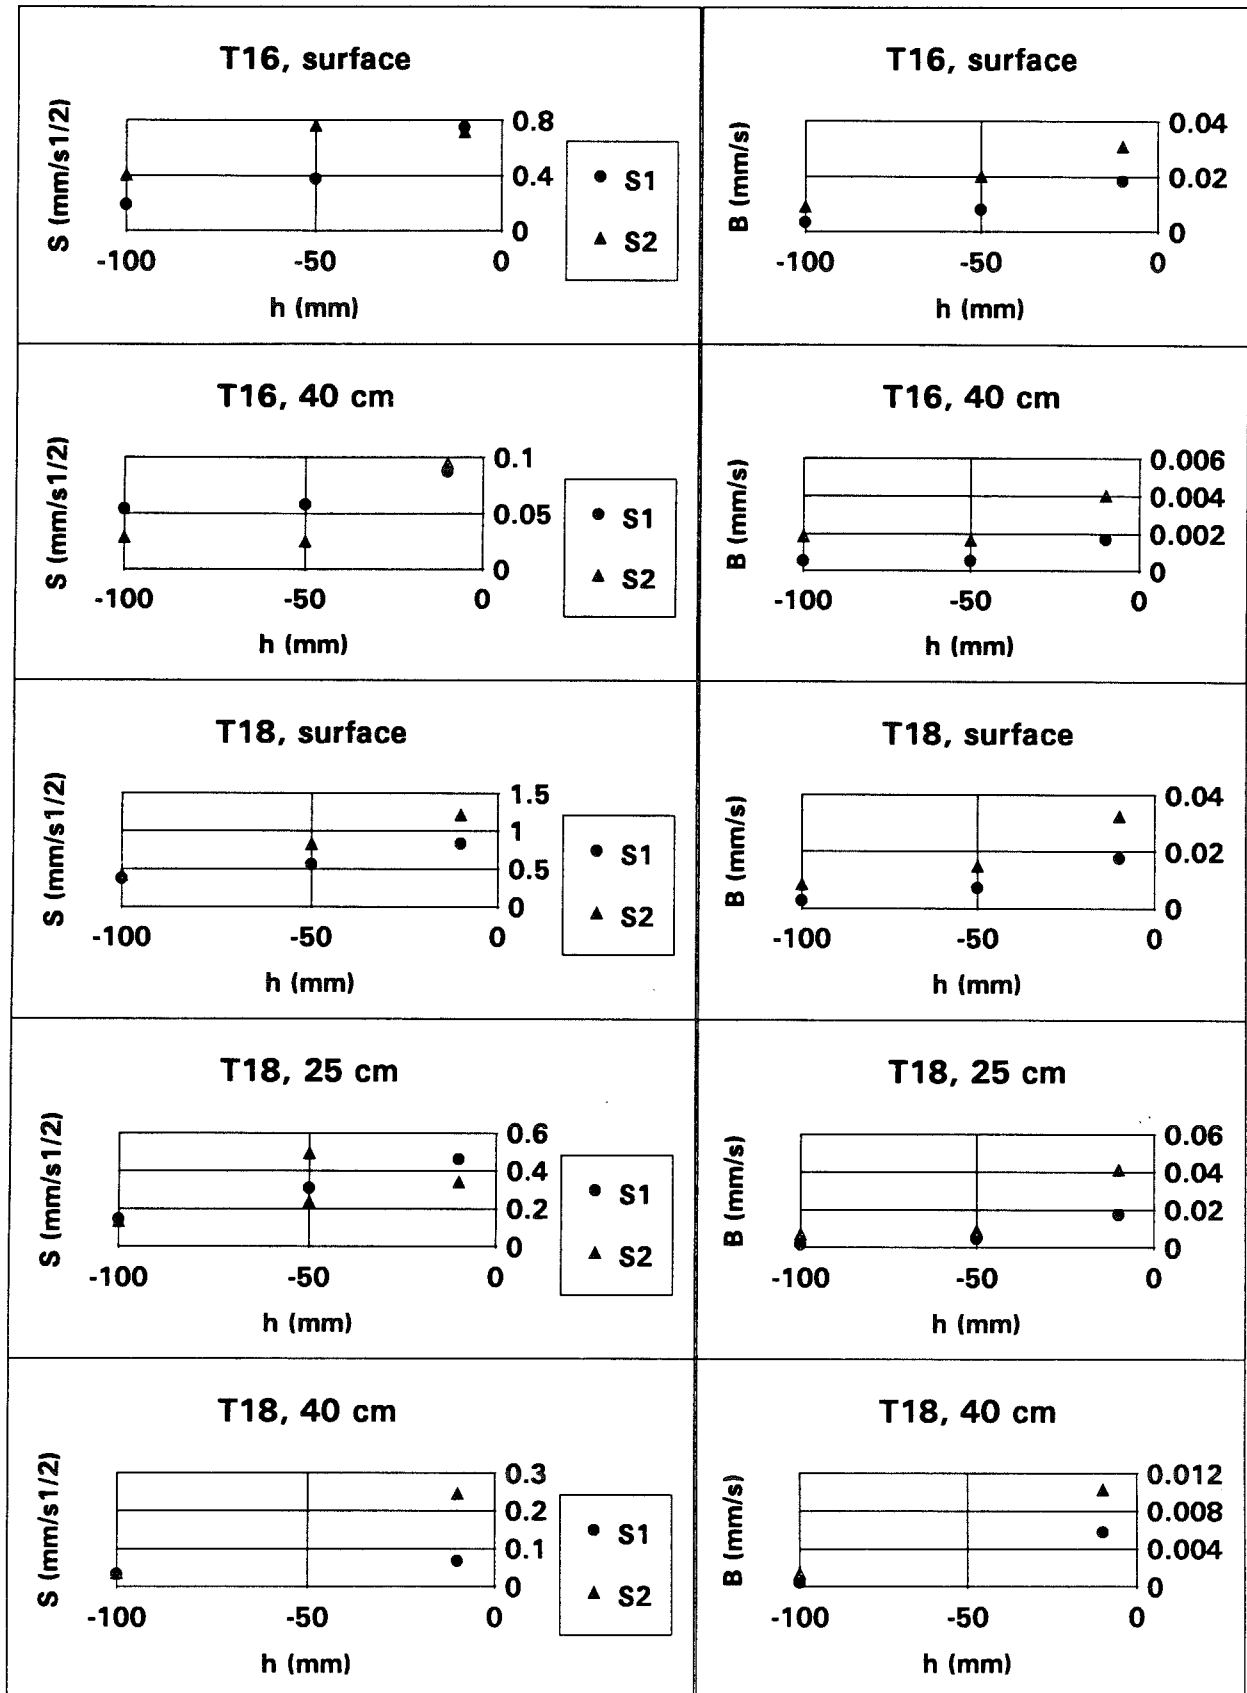 T16, surface
S (mm/s1/2)
0.8
0.4
0
-100 -50 0
h (mm)
S1
S2
T16, surface
B (mm/s)
0.04
0.02
0
-100 -50 0
h (mm)
T16, 40 cm
S (mm/s1/2)
0.1
0.05
0
-100 -50 0
h (mm)
S1
S2
T16, 40 cm
B (mm/s)
0.006
0.004
0.002
0
-100 -50 0
h (mm)
T18, surface
S (mm/s1/2)
1.5
1
0.5
0
-100 -50 0
h (mm)
S1
S2
T18, surface
B (mm/s)
0.04
0.02
0
-100 -50 0
h (mm)
T18, 25 cm
S (mm/s1/2)
0.6
0.4
0.2
0
-100 -50 0
h (mm)
S1
S2
T18, 25 cm
B (mm/s)
0.06
0.04
0.02
0
-100 -50 0
h (mm)
T18, 40 cm
S (mm/s1/2)
0.3
0.2
0.1
0
-100 -50 0
h (mm)
S1
S2
T18, 40 cm
B (mm/s)
0.012
0.008
0.004
0
-100 -50 0
h (mm)